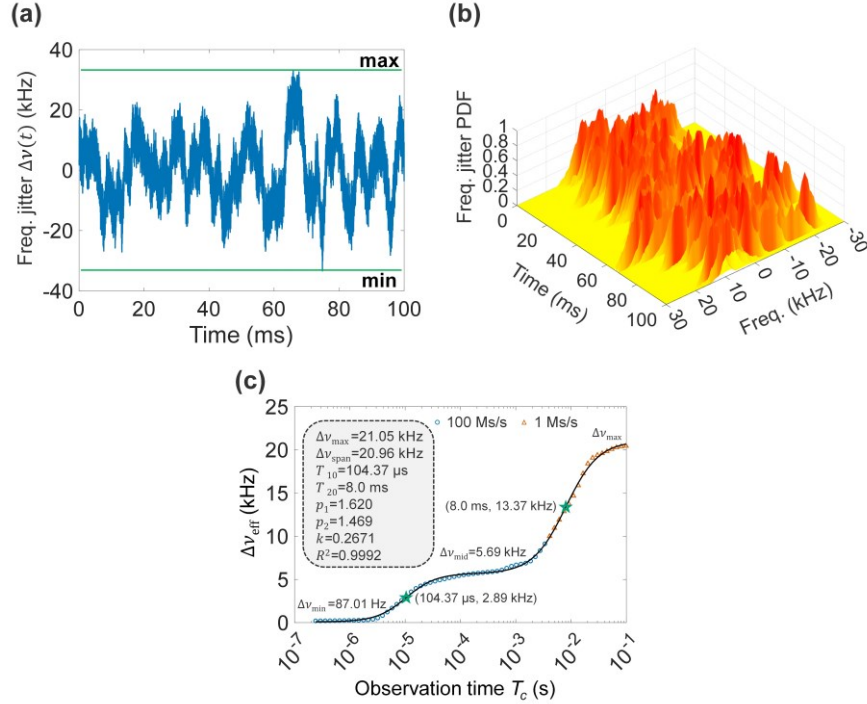 (a)
40
20
0
-20
-40
Freq. jitter Δν(t) (kHz)
max
min
0 20 40 60 80 100
Time (ms)
(b)
1
0.8
0.6
0.4
0.2
0
Freq. jitter PDF
0
20
40
60
80
100
Time (ms)
30
20
10
0
-10
-20
-30
Freq. (kHz)
(c)
25
20
15
10
5
0
Δν_eff (kHz)
100 Ms/s 1 Ms/s
Δν_max=21.05 kHz
Δν_span=20.96 kHz
T_10=104.37 μs
T_20=8.0 ms
p_1=1.620
p_2=1.469
k=0.2671
R²=0.9992
Δν_max
(8.0 ms, 13.37 kHz)
Δν_mid=5.69 kHz
Δν_min=87.01 Hz
(104.37 μs, 2.89 kHz)
10^-7 10^-6 10^-5 10^-4 10^-3 10^-2 10^-1
Observation time T_c (s)